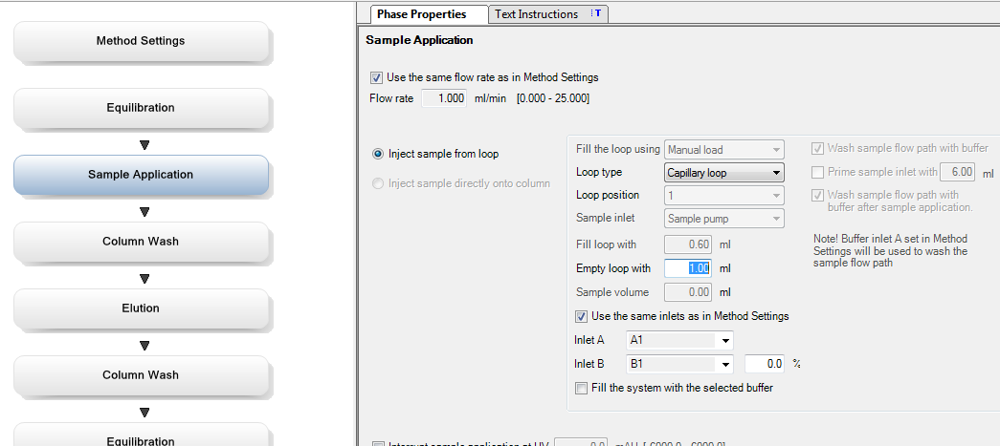 Method Settings
Equilibration
Sample Application
Column Wash
Elution
Column Wash
Equilibration
Phase Properties
Text Instructions T
Sample Application
Use the same flow rate as in Method Settings
Flow rate 1.000 ml/min [0.000 - 25.000]
Inject sample from loop
Inject sample directly onto column
Fill the loop using Manual load
Loop type Capillary loop
Loop position 1
Sample inlet Sample pump
Fill loop with 0.60 ml
Empty loop with 1.00 ml
Sample volume 0.00 ml
Use the same inlets as in Method Settings
Inlet A A1
Inlet B B1 0.0 %
Fill the system with the selected buffer
Wash sample flow path with buffer
Prime sample inlet with 6.00 ml
Wash sample flow path with
buffer after sample application.
Note! Buffer inlet A set in Method
Settings will be used to wash the
sample flow path
Interrupt sample application at UV 0.0 mAU [-6000.0 - 6000.0]